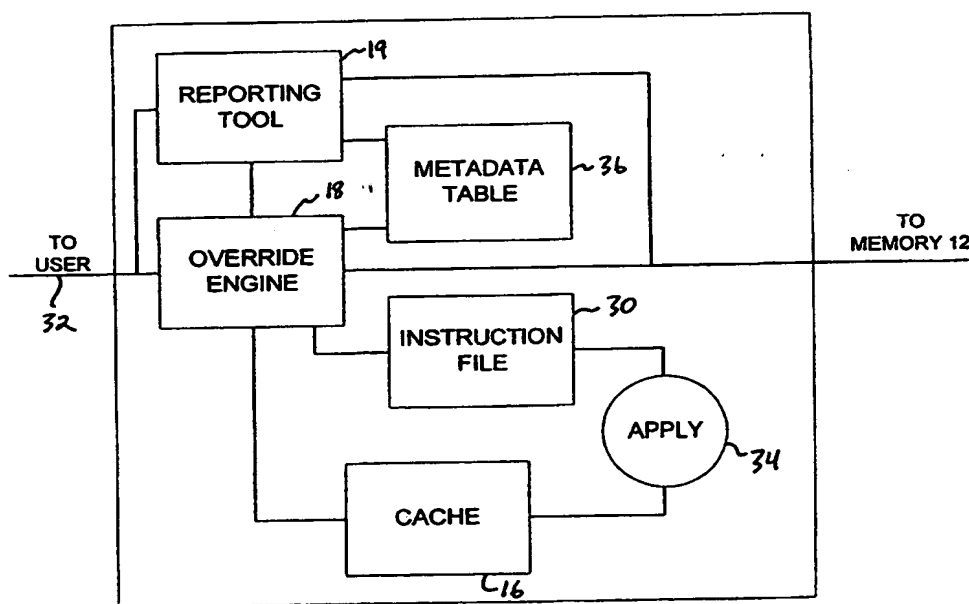 19
REPORTING
TOOL
METADATA
TABLE
36
18
TO
USER
32
OVERRIDE
ENGINE
TO
MEMORY 12
30
INSTRUCTION
FILE
APPLY
34
CACHE
16